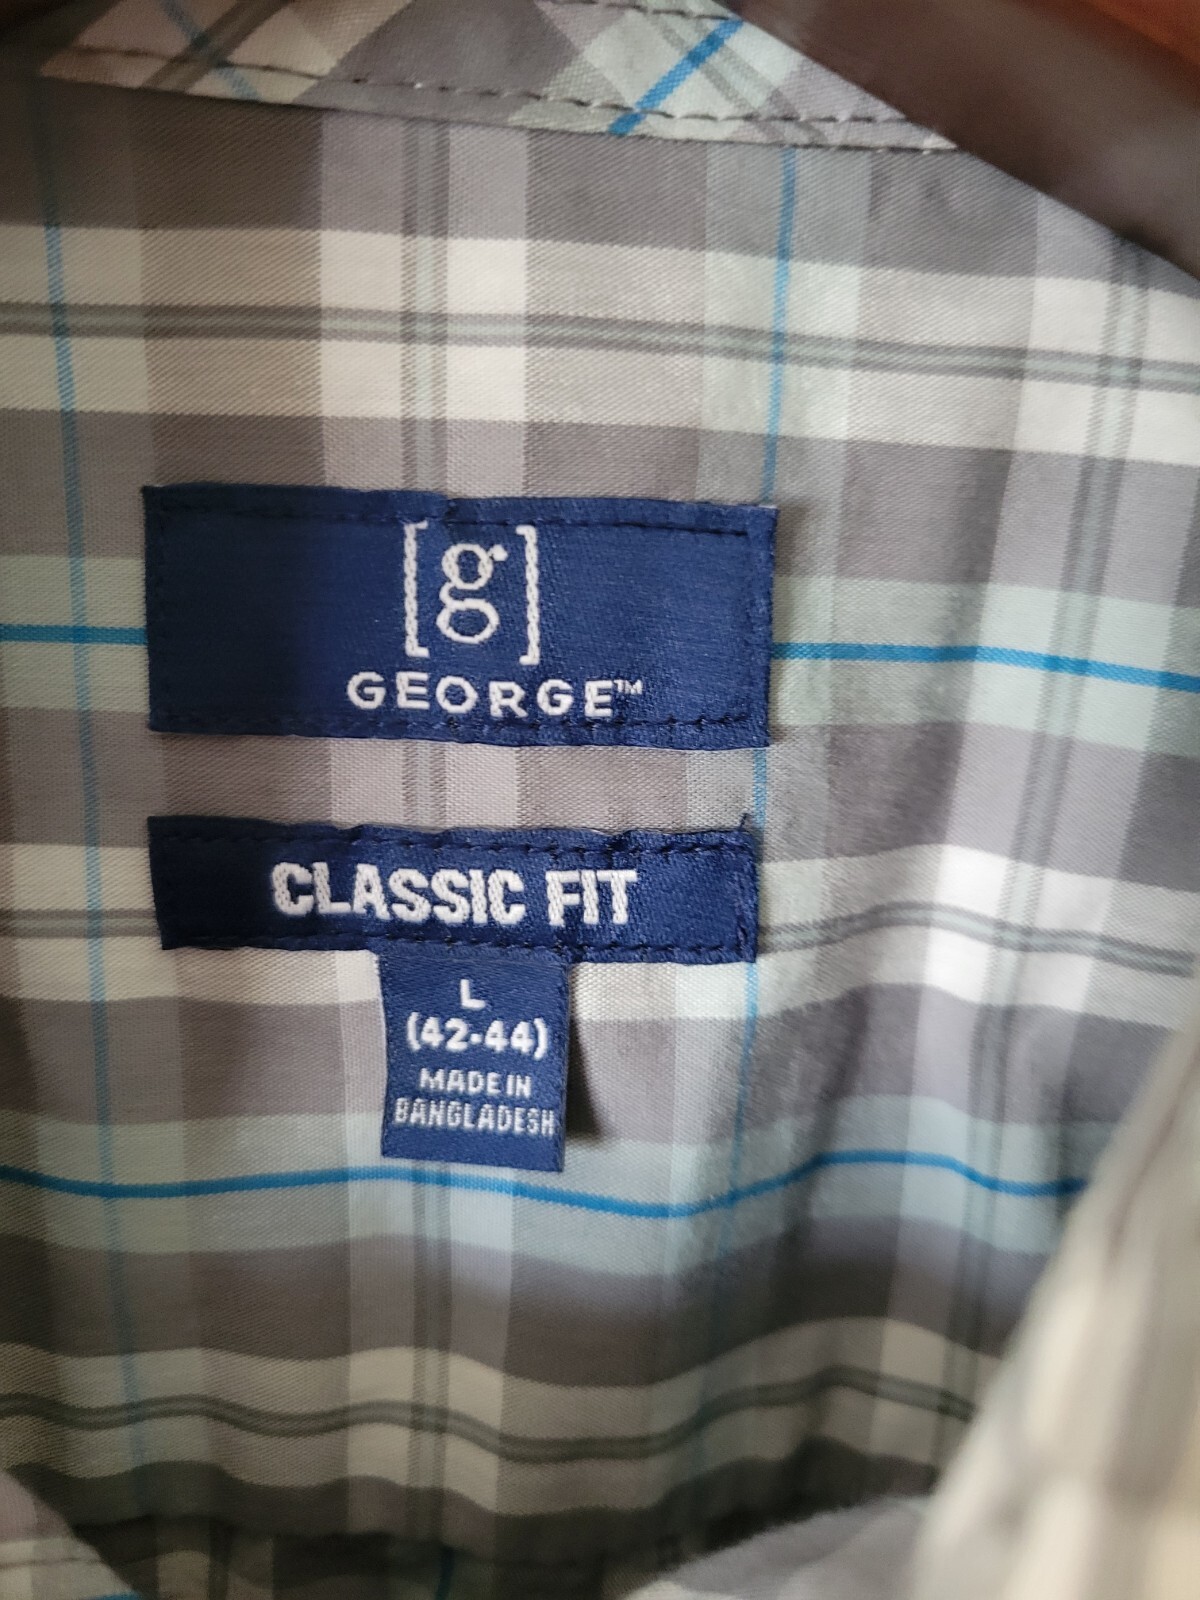 [g]
GEORGE™
CLASSIC FIT
L
(42-44)
MADE IN
BANGLADESH